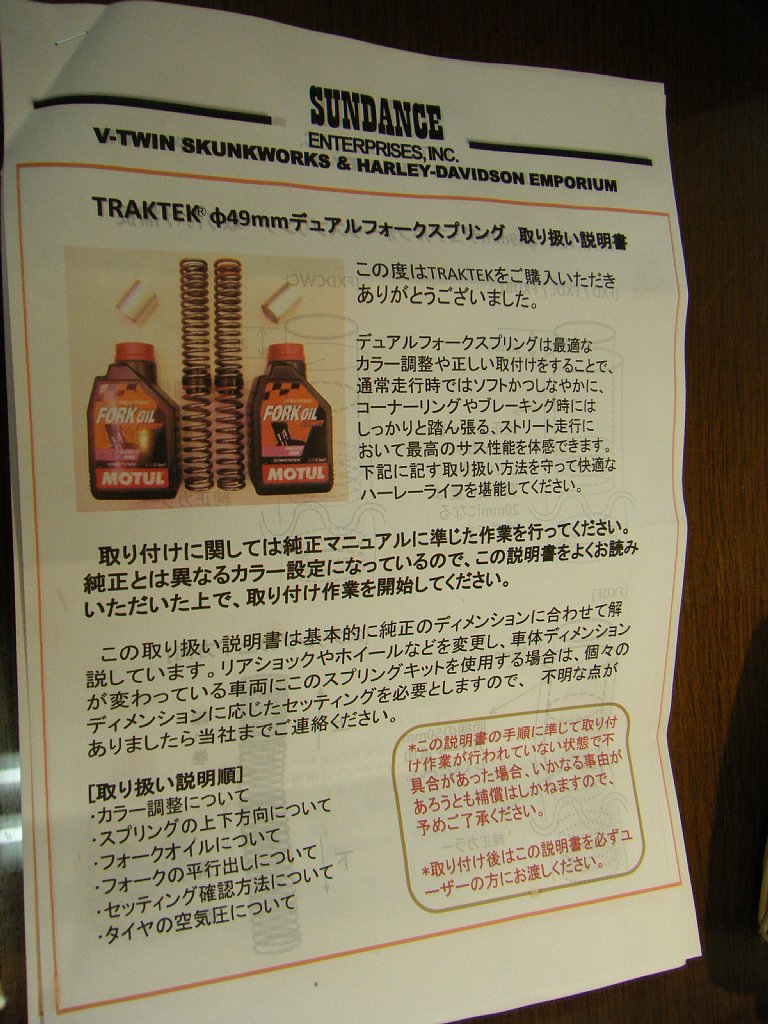 SUNDANCE
ENTERPRISES, INC.
V-TWIN SKUNKWORKS & HARLEY-DAVIDSON EMPORIUM
TRAKTEK® φ49mmデュアルフォークスプリング 取り扱い説明書
この度はTRAKTEKをご購入いただき
ありがとうございました。
デュアルフォークスプリングは最適な
カラー調整や正しい取付けをすることで、
通常走行時ではソフトかつしなやかに、
コーナーリングやブレーキング時には
しっかりと踏ん張る、ストリート走行に
おいて最高のサス性能を体感できます。
下記に記す取り扱い方法を守って快適な
ハーレーライフを堪能してください。
FORK OIL
MOTUL
FORK OIL
MOTUL
取り付けに関しては純正マニュアルに準じた作業を行ってください。
純正とは異なるカラー設定になっているので、この説明書をよくお読み
いただいた上で、取り付け作業を開始してください。
この取り扱い説明書は基本的に純正のディメンションに合わせて解
説しています。リアショックやホイールなどを変更し、車体ディメンション
が変わっている車両にこのスプリングキットを使用する場合は、個々の
ディメンションに応じたセッティングを必要としますので、 不明な点が
ありましたら当社までご連絡ください。
[取り扱い説明順]
・カラー調整について
・スプリングの上下方向について
・フォークオイルについて
・フォークの平行出しについて
・セッティング確認方法について
・タイヤの空気圧について
*この説明書の手順に準じて取り付
け作業が行われていない状態で不
具合があった場合、いかなる事由が
あろうとも補償はしかねますので、
予めご了承ください。
*取り付け後はこの説明書を必ずユ
ーザーの方にお渡しください。